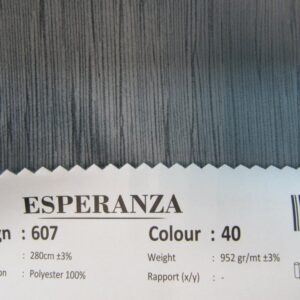 ESPERANZA
gn : 607 Colour : 40
: 280cm ±3% Weight : 952 gr/mt ±3%
on : Polyester 100% Rapport (x/y) : -